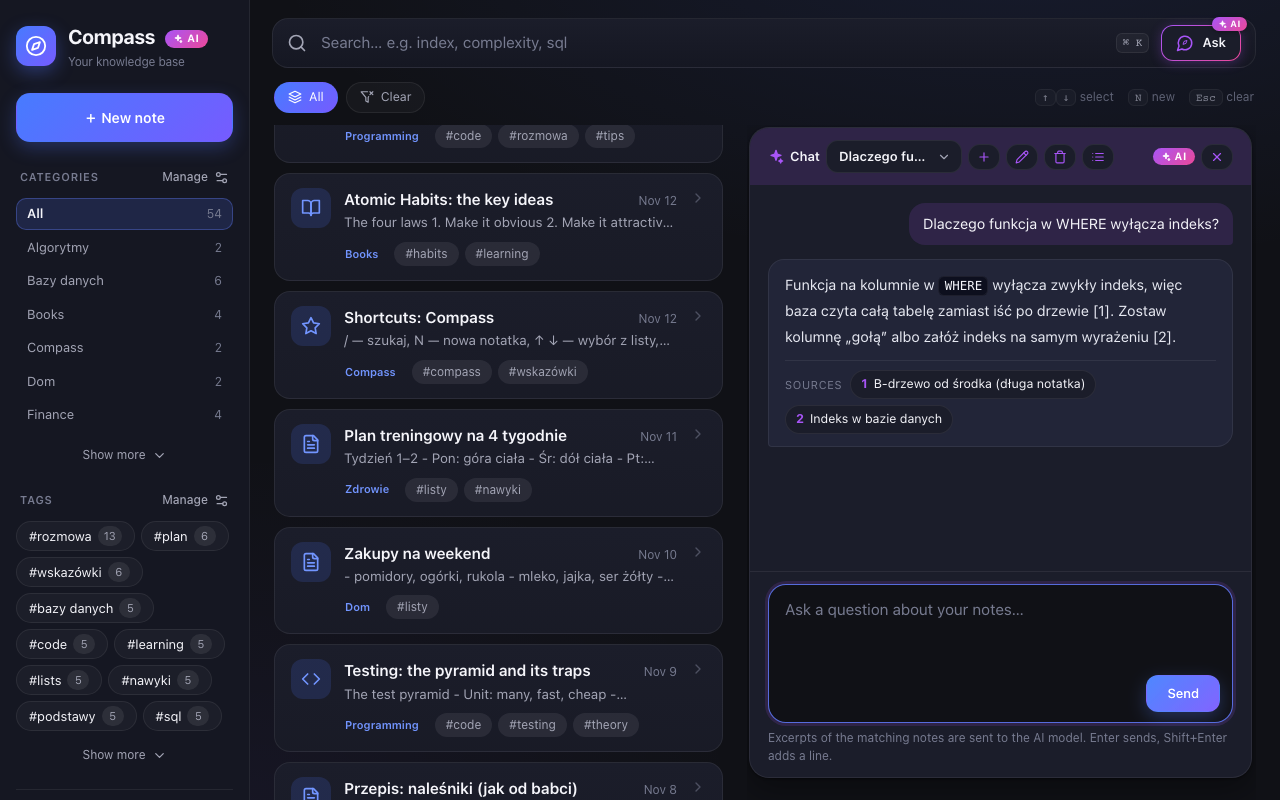 Compass AI
Your knowledge base
+ New note
CATEGORIES Manage
All 54
Algorytmy 2
Bazy danych 6
Books 4
Compass 2
Dom 2
Finance 4
Show more
TAGS Manage
#rozmowa 13 #plan 6
#wskazówki 6
#bazy danych 5
#code 5 #learning 5
#lists 5 #nawyki 5
#podstawy 5 #sql 5
Show more
Search... e.g. index, complexity, sql ⌘ K Ask AI
All Clear
↑ ↓ select N new Esc clear
Programming #code #rozmowa #tips
Atomic Habits: the key ideas Nov 12
The four laws 1. Make it obvious 2. Make it attractiv...
Books #habits #learning
Shortcuts: Compass Nov 12
/ — szukaj, N — nowa notatka, ↑ ↓ — wybór z listy,...
Compass #compass #wskazówki
Plan treningowy na 4 tygodnie Nov 11
Tydzień 1–2 - Pon: góra ciała - Śr: dół ciała - Pt:...
Zdrowie #listy #nawyki
Zakupy na weekend Nov 10
- pomidory, ogórki, rukola - mleko, jajka, ser żółty -...
Dom #listy
Testing: the pyramid and its traps Nov 9
The test pyramid - Unit: many, fast, cheap -...
Programming #code #testing #theory
Przepis: naleśniki (jak od babci) Nov 8
Chat Dlaczego fu... AI
Dlaczego funkcja w WHERE wyłącza indeks?
Funkcja na kolumnie w WHERE wyłącza zwykły indeks, więc
baza czyta całą tabelę zamiast iść po drzewie [1]. Zostaw
kolumnę „gołą” albo załóż indeks na samym wyrażeniu [2].
SOURCES 1 B-drzewo od środka (długa notatka)
2 Indeks w bazie danych
Ask a question about your notes...
Send
Excerpts of the matching notes are sent to the AI model. Enter sends, Shift+Enter
adds a line.